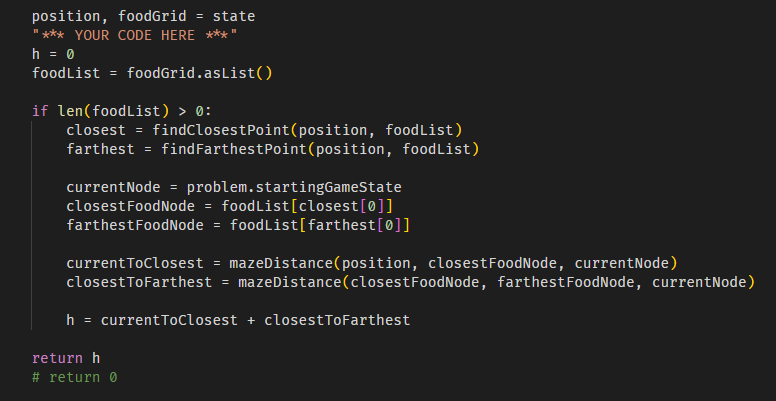 position, foodGrid = state
"*** YOUR CODE HERE ***"
h = 0
foodList = foodGrid.asList()
if len(foodList) > 0:
closest = findClosestPoint(position, foodList)
farthest = findFarthestPoint(position, foodList)
currentNode = problem.startingGameState
closestFoodNode = foodList[closest[0]]
farthestFoodNode = foodList[farthest[0]]
currentToClosest = mazeDistance(position, closestFoodNode, currentNode)
closestToFarthest = mazeDistance(closestFoodNode, farthestFoodNode, currentNode)
h = currentToClosest + closestToFarthest
return h
# return 0